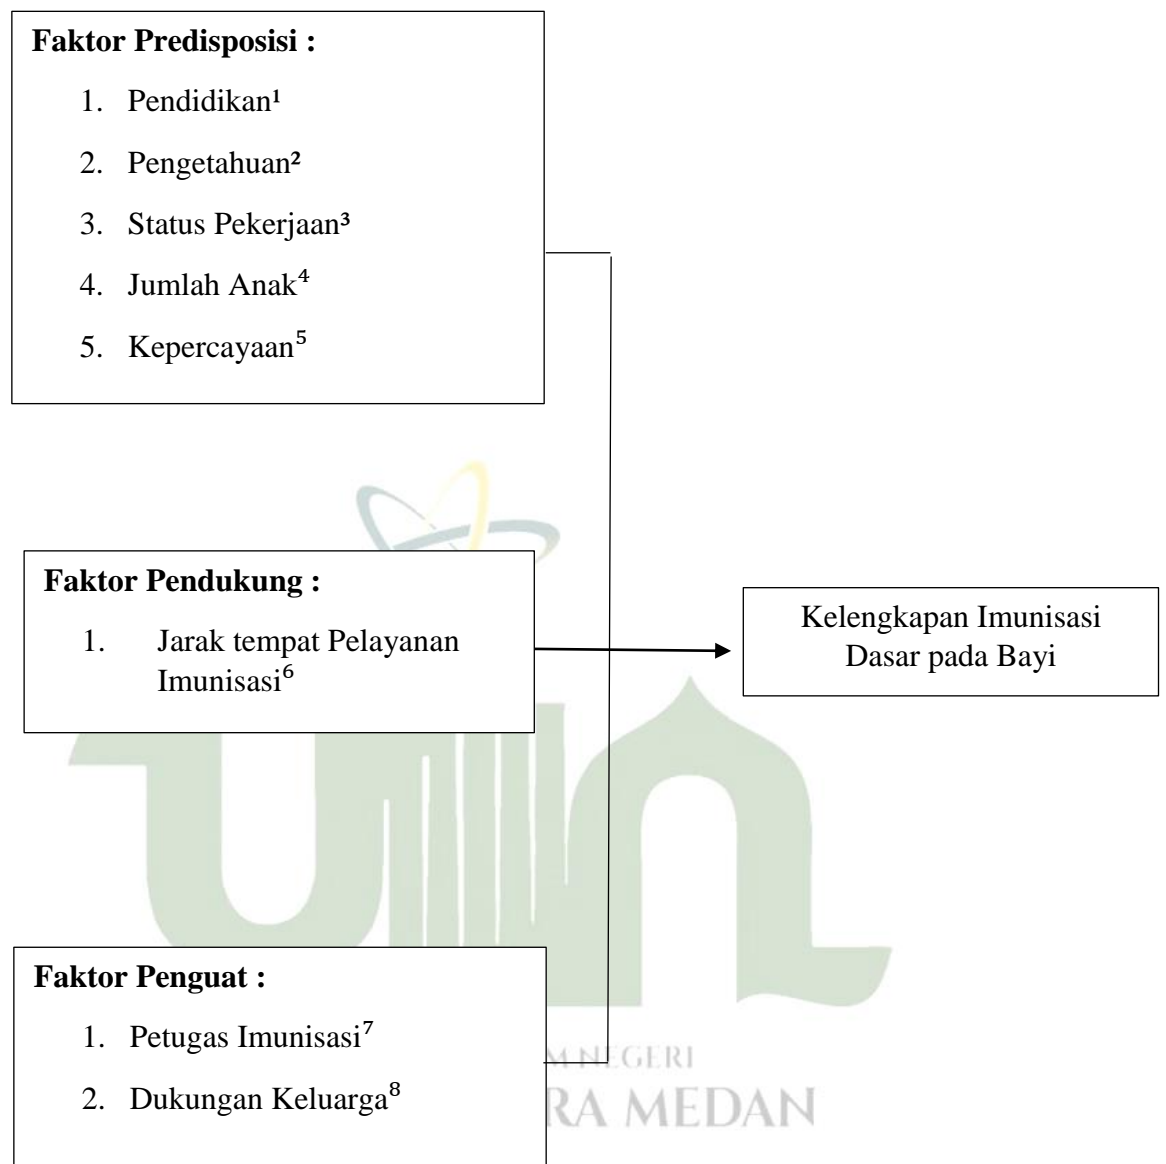 Faktor Predisposisi :
1. Pendidikan¹
2. Pengetahuan²
3. Status Pekerjaan³
4. Jumlah Anak⁴
5. Kepercayaan⁵
Faktor Pendukung :
1. Jarak tempat Pelayanan
Imunisasi⁶
Kelengkapan Imunisasi
Dasar pada Bayi
Faktor Penguat :
1. Petugas Imunisasi⁷
2. Dukungan Keluarga⁸
M NEGERI
RA MEDAN